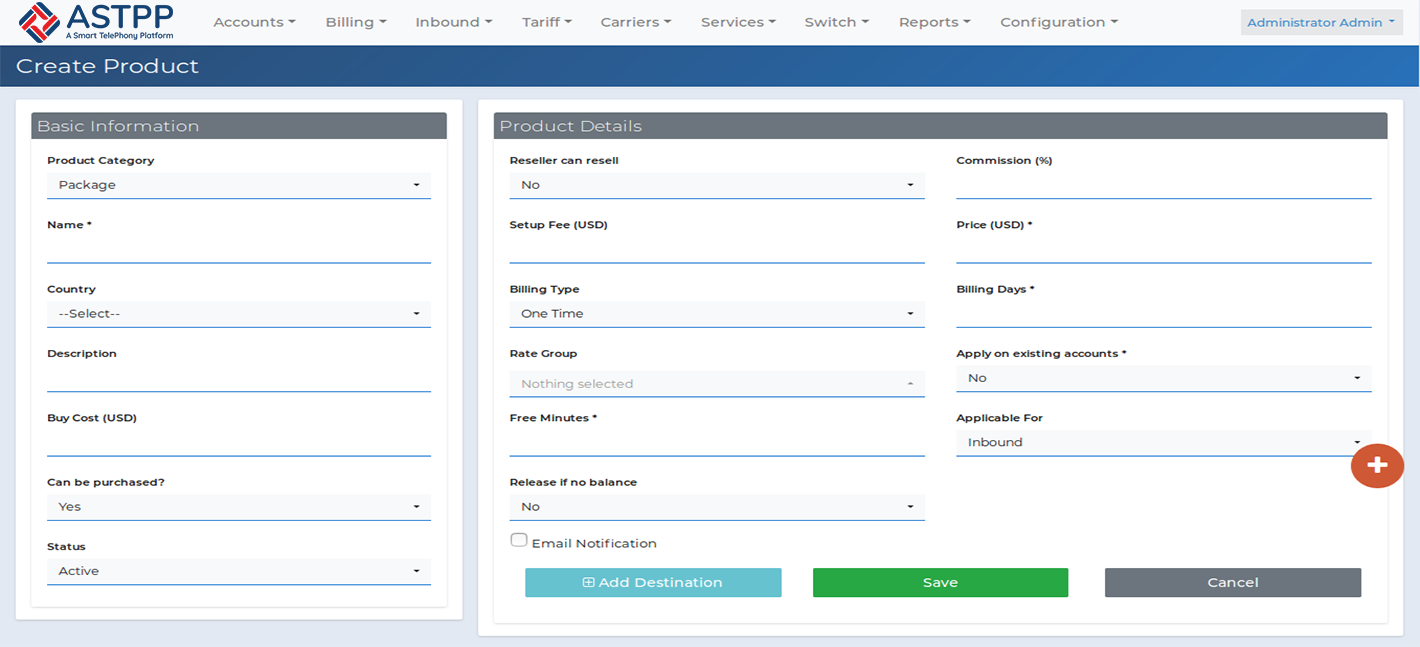 ASTPP
A Smart TelePhony Platform
Accounts Billing Inbound Tariff Carriers Services Switch Reports Configuration Administrator Admin
Create Product
Basic Information
Product Category
Package
Name *
Country
--Select--
Description
Buy Cost (USD)
Can be purchased?
Yes
Status
Active
Product Details
Reseller can resell Commission (%)
No
Setup Fee (USD) Price (USD) *
Billing Type Billing Days *
One Time
Rate Group Apply on existing accounts *
Nothing selected No
Free Minutes * Applicable For
Inbound
Release if no balance
No
Email Notification
Add Destination Save Cancel